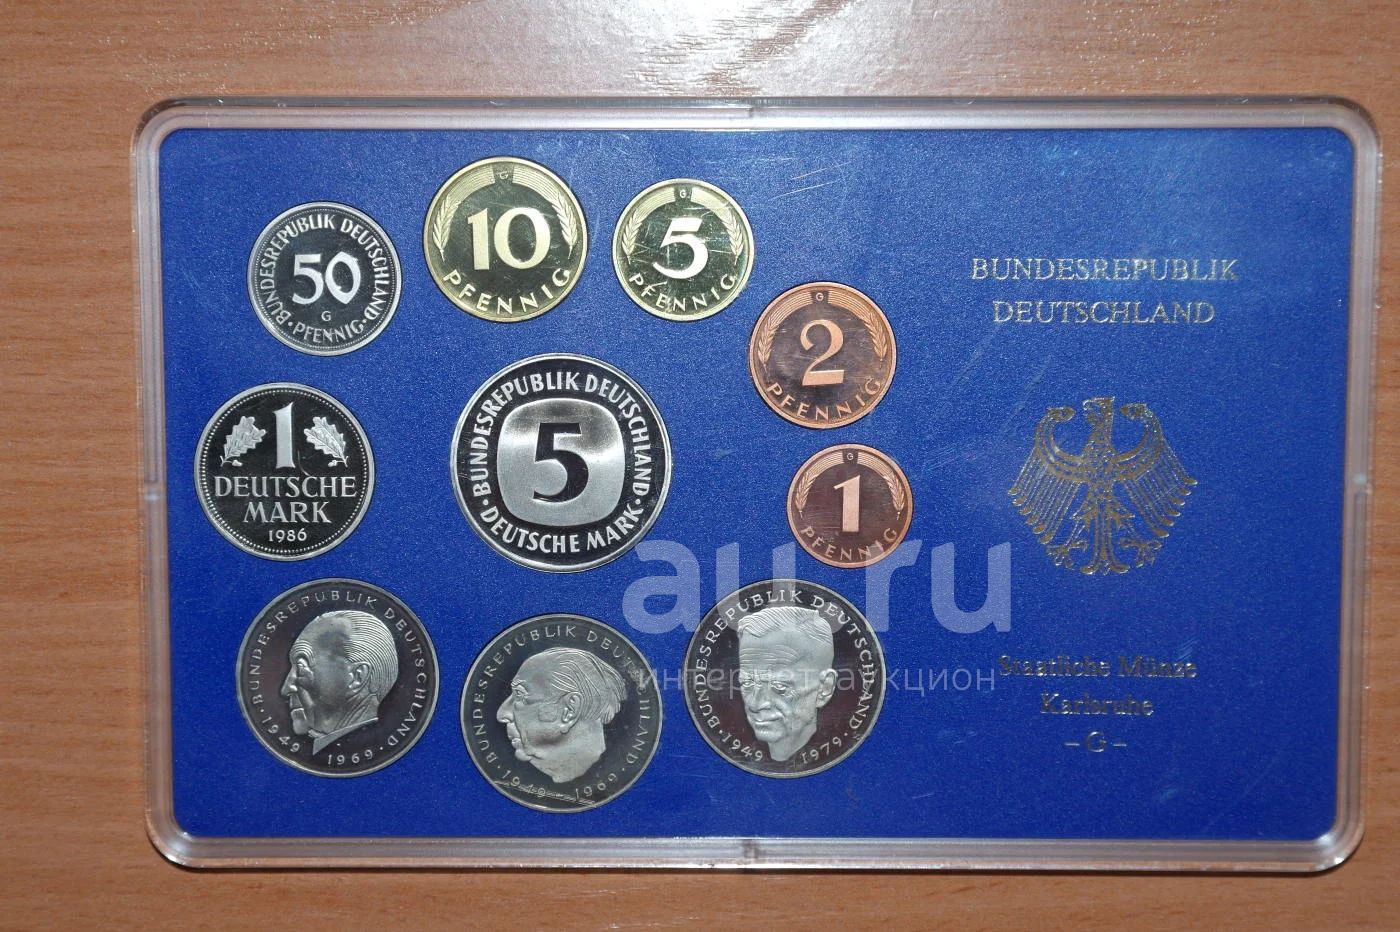 BUNDESREPUBLIK DEUTSCHLAND
50
G
PFENNIG
G
10
PFENNIG
G
5
PFENNIG
G
2
PFENNIG
BUNDESREPUBLIK
DEUTSCHLAND
1
DEUTSCHE
MARK
1986
BUNDESREPUBLIK DEUTSCHLAND
5
DEUTSCHE MARK
G
1
PFENNIG
au.ru
интернет-аукцион
BUNDESREPUBLIK DEUTSCHLAND
1949 1969
BUNDESREPUBLIK DEUTSCHLAND
1949 1969
BUNDESREPUBLIK DEUTSCHLAND
1949 1979
Staatliche Münze
Karlsruhe
– G –